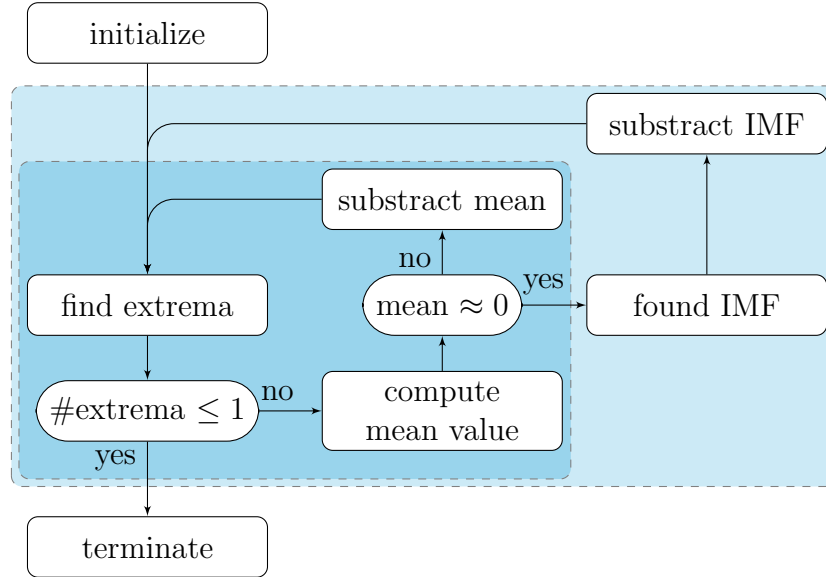 initialize
substract IMF
substract mean
no
yes
find extrema
mean ≈ 0
found IMF
no
#extrema ≤ 1
compute
mean value
yes
terminate